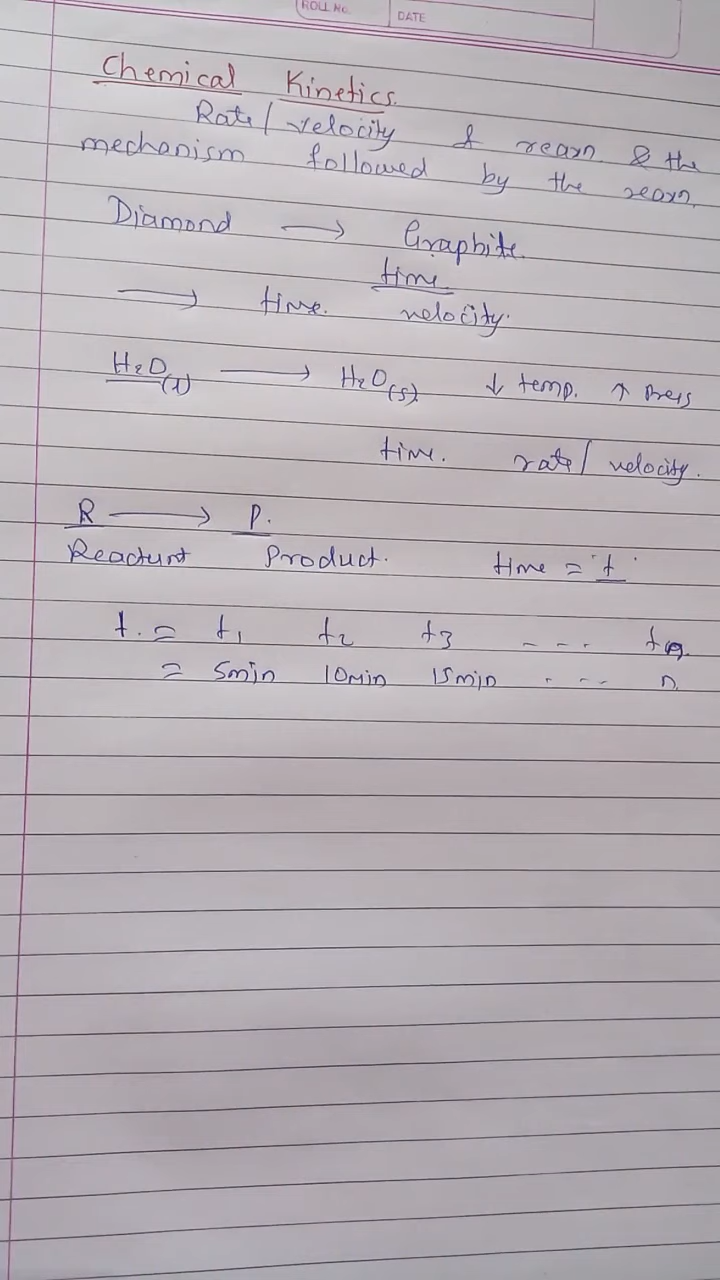 ROLL No.
DATE
Chemical Kinetics.
Rate/velocity of reaxn & the
mechanism followed by the reaxn.
Diamond ⟶ Graphite.
time
⟶ time. velocity.
H2O(l) ⟶ H2O(s) ↓ temp. ↑ Press
time. rate/velocity.
R ⟶ P.
Reactant Product. time = 't'
t. = t1 t2 t3 --- tn
= 5min 10min 15min --- n.